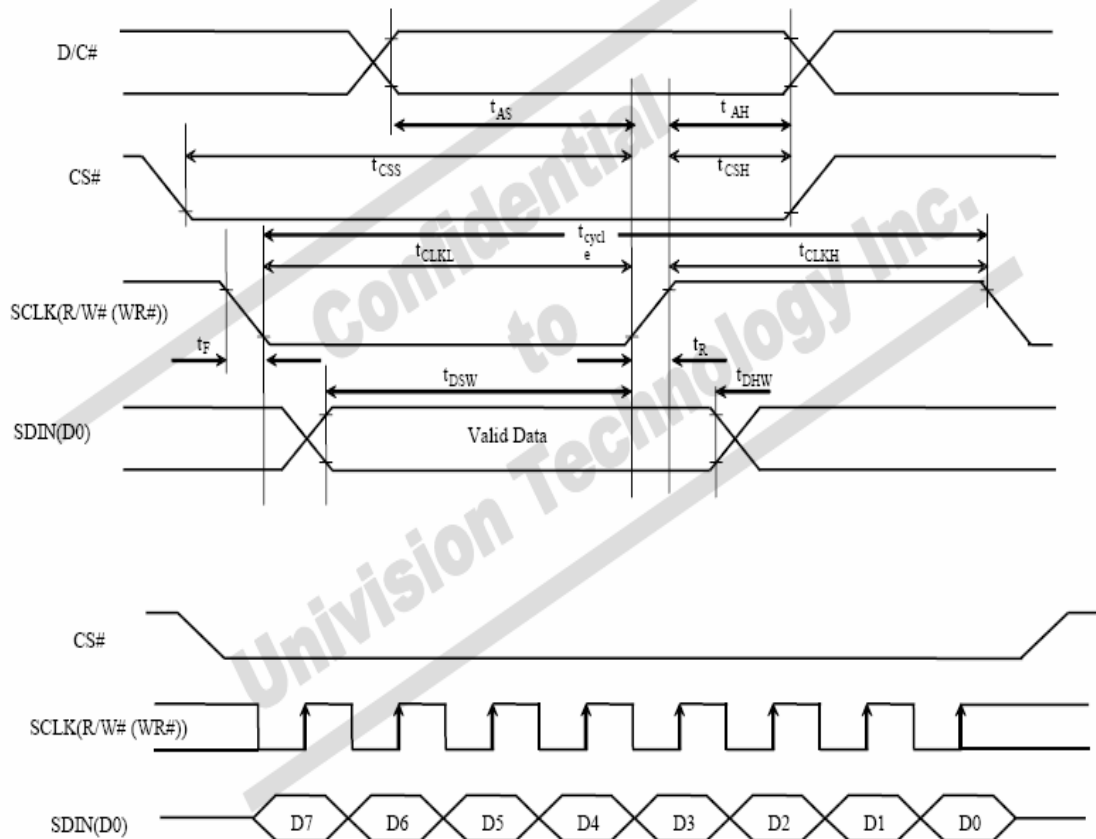 D/C#
tAS
tAH
CS#
tCSS
tCSH
tcycl
e
tCLKL
tCLKH
SCLK(R/W# (WR#))
tF
tR
tDSW
tDHW
SDIN(D0)
Valid Data
Confidential
to
Univision Technology Inc.
CS#
SCLK(R/W# (WR#))
SDIN(D0)
D7 D6 D5 D4 D3 D2 D1 D0